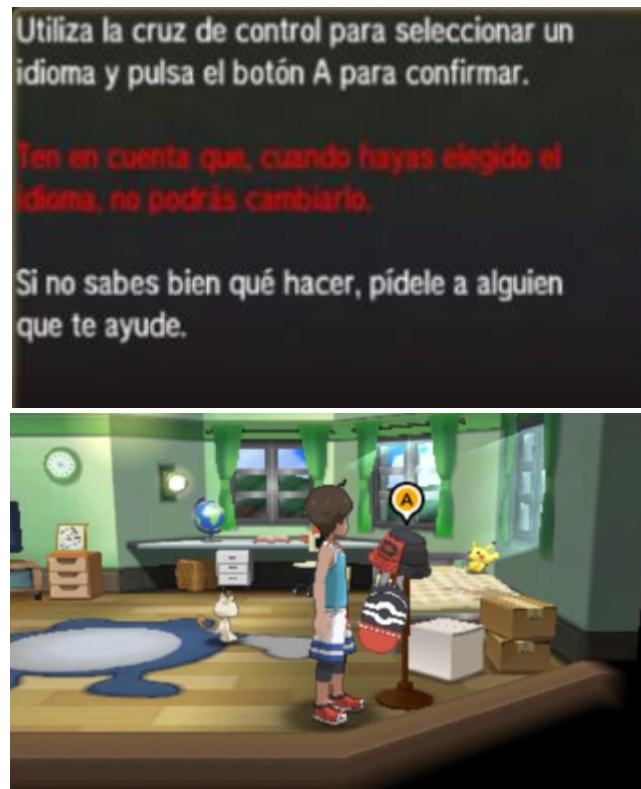 Utiliza la cruz de control para seleccionar un
idioma y pulsa el botón A para confirmar.
Ten en cuenta que, cuando hayas elegido el
idioma, no podrás cambiarlo.
Si no sabes bien qué hacer, pídele a alguien
que te ayude.
A